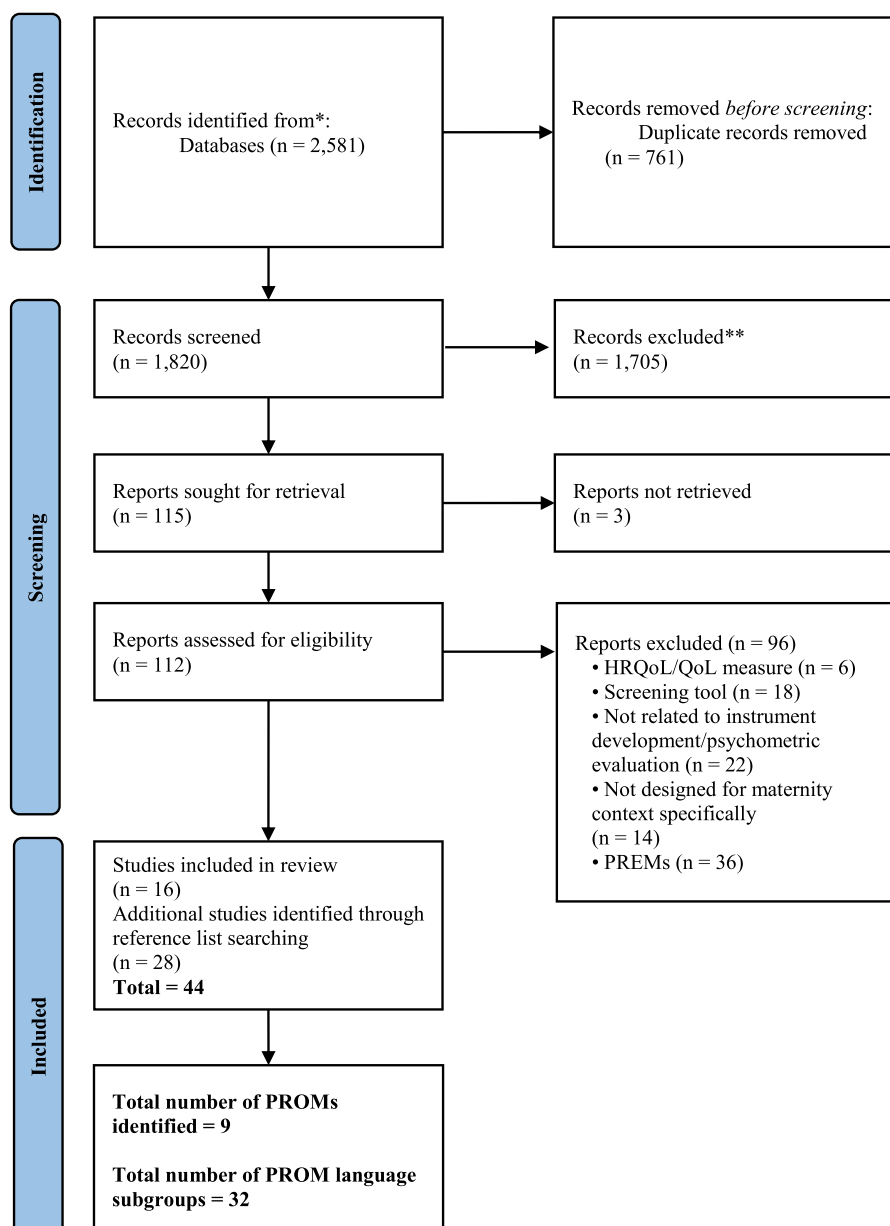 Identification
Records identified from*:
Databases (n = 2,581)
Records removed before screening:
Duplicate records removed
(n = 761)
Screening
Records screened
(n = 1,820)
Records excluded**
(n = 1,705)
Reports sought for retrieval
(n = 115)
Reports not retrieved
(n = 3)
Reports assessed for eligibility
(n = 112)
Reports excluded (n = 96)
• HRQoL/QoL measure (n = 6)
• Screening tool (n = 18)
• Not related to instrument
development/psychometric
evaluation (n = 22)
• Not designed for maternity
context specifically
(n = 14)
• PREMs (n = 36)
Included
Studies included in review
(n = 16)
Additional studies identified through
reference list searching
(n = 28)
Total = 44
Total number of PROMs
identified = 9
Total number of PROM language
subgroups = 32